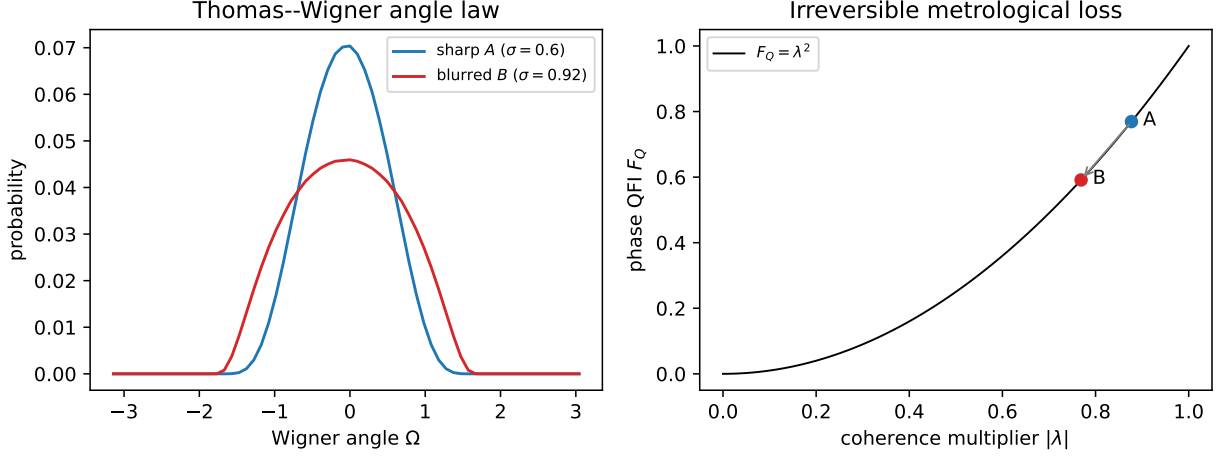 Thomas--Wigner angle law
sharp A (σ = 0.6)
blurred B (σ = 0.92)
probability
0.07
0.06
0.05
0.04
0.03
0.02
0.01
0.00
−3 −2 −1 0 1 2 3
Wigner angle Ω
Irreversible metrological loss
F_Q = λ²
phase QFI F_Q
1.0
0.8
0.6
0.4
0.2
0.0
A
B
0.0 0.2 0.4 0.6 0.8 1.0
coherence multiplier |λ|